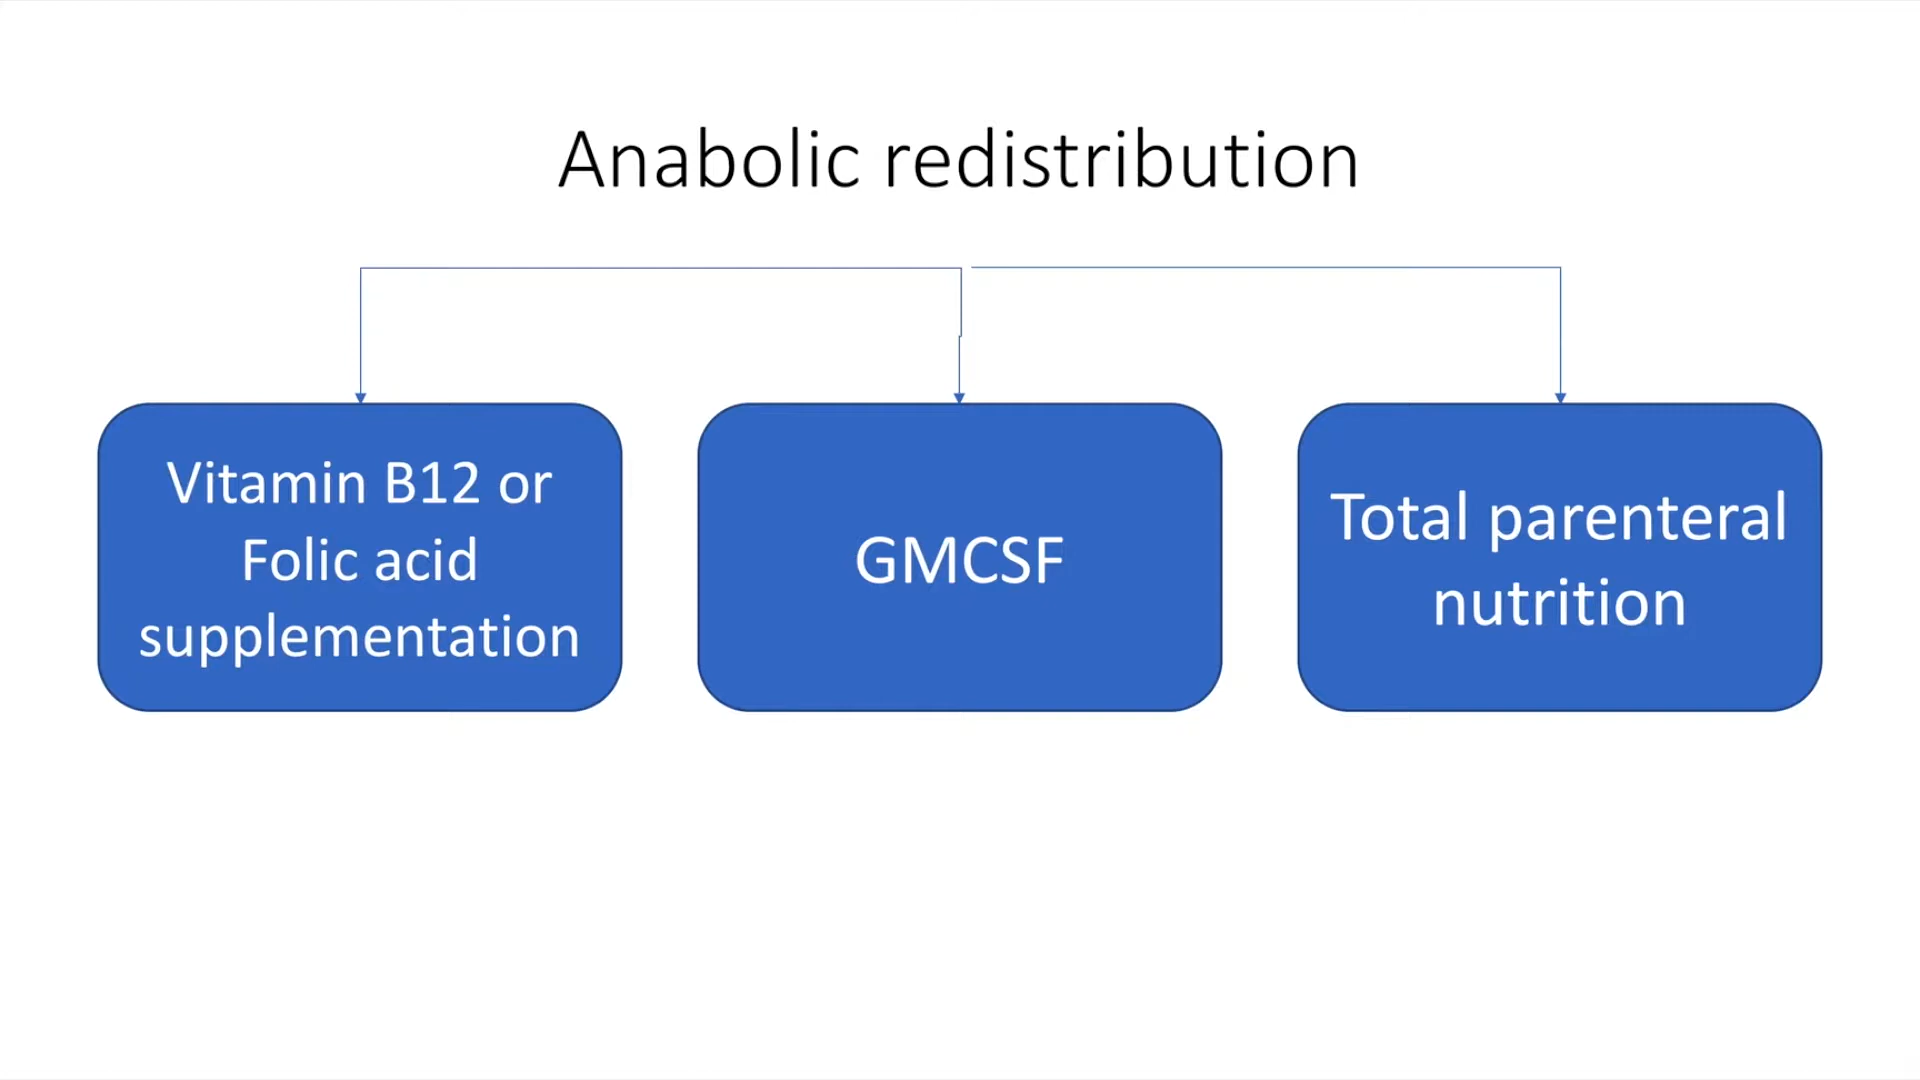 Anabolic redistribution
Vitamin B12 or
Folic acid
supplementation
GMCSF
Total parenteral
nutrition